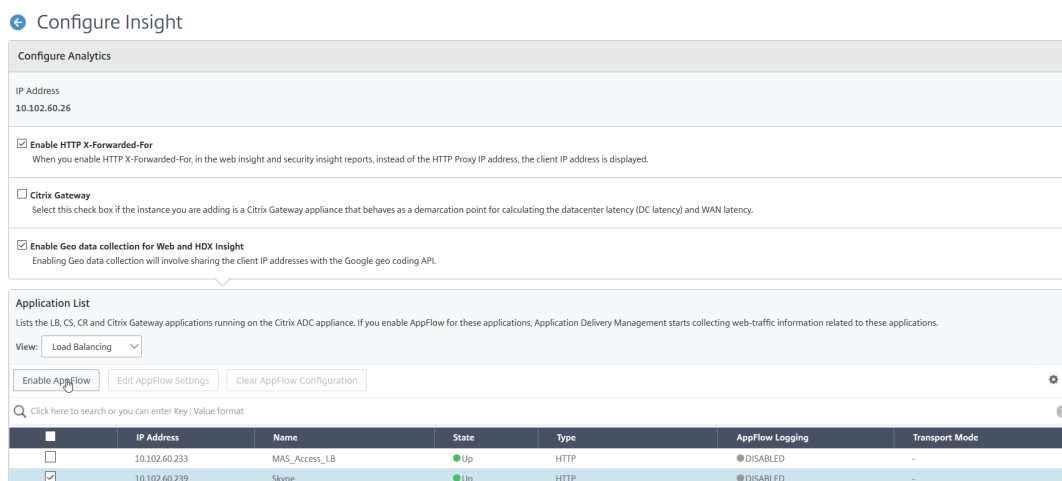 Configure Insight
Configure Analytics
IP Address
10.102.60.26
Enable HTTP X-Forwarded-For
When you enable HTTP X-Forwarded-For, in the web insight and security insight reports, instead of the HTTP Proxy IP address, the client IP address is displayed.
Citrix Gateway
Select this check box if the instance you are adding is a Citrix Gateway appliance that behaves as a demarcation point for calculating the datacenter latency (DC latency) and WAN latency.
Enable Geo data collection for Web and HDX Insight
Enabling Geo data collection will involve sharing the client IP addresses with the Google geo coding API.
Application List
Lists the LB, CS, CR and Citrix Gateway applications running on the Citrix ADC appliance. If you enable AppFlow for these applications, Application Delivery Management starts collecting web-traffic information related to these applications.
View: Load Balancing
Enable AppFlow Edit AppFlow Settings Clear AppFlow Configuration
Click here to search or you can enter Key : Value format
IP Address Name State Type AppFlow Logging Transport Mode
10.102.60.233 MAS_Access_LB Up HTTP DISABLED -
10.102.60.239 Skype Up HTTP DISABLED -